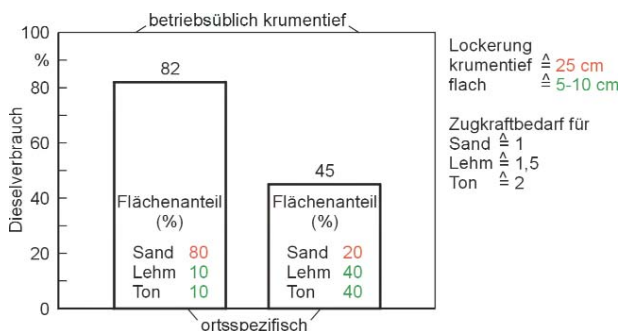 betriebsüblich krumentief
Dieselverbrauch
100
%
80
60
40
20
0
82
Flächenanteil
(%)
Sand 80
Lehm 10
Ton 10
45
Flächenanteil
(%)
Sand 20
Lehm 40
Ton 40
ortsspezifisch
Lockerung
krumentief ≙ 25 cm
flach ≙ 5-10 cm
Zugkraftbedarf für
Sand ≙ 1
Lehm ≙ 1,5
Ton ≙ 2